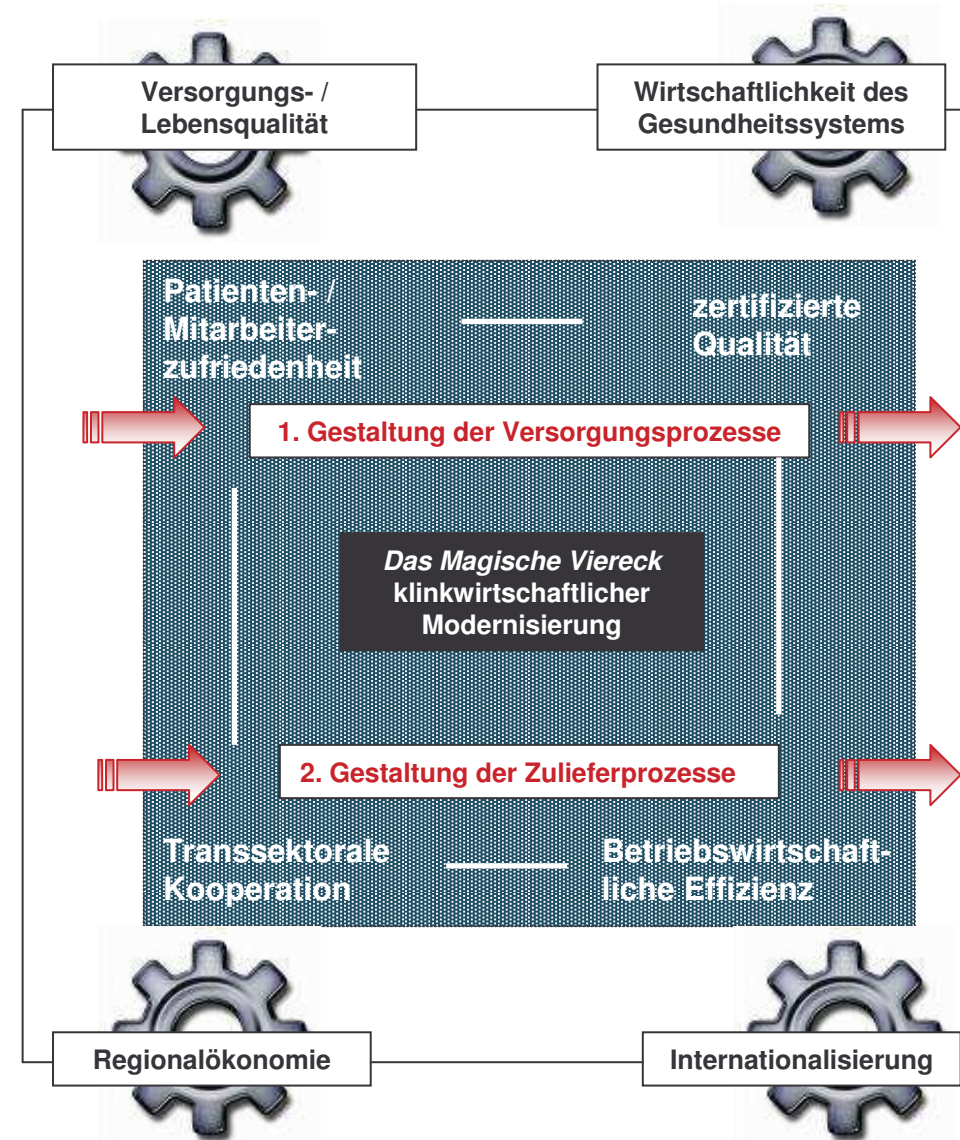 Versorgungs- /
Lebensqualität
Wirtschaftlichkeit des
Gesundheitssystems
Patienten- /
Mitarbeiter-
zufriedenheit
zertifizierte
Qualität
1. Gestaltung der Versorgungsprozesse
Das Magische Viereck
klinkwirtschaftlicher
Modernisierung
2. Gestaltung der Zulieferprozesse
Transsektorale
Kooperation
Betriebswirtschaft-
liche Effizienz
Regionalökonomie
Internationalisierung